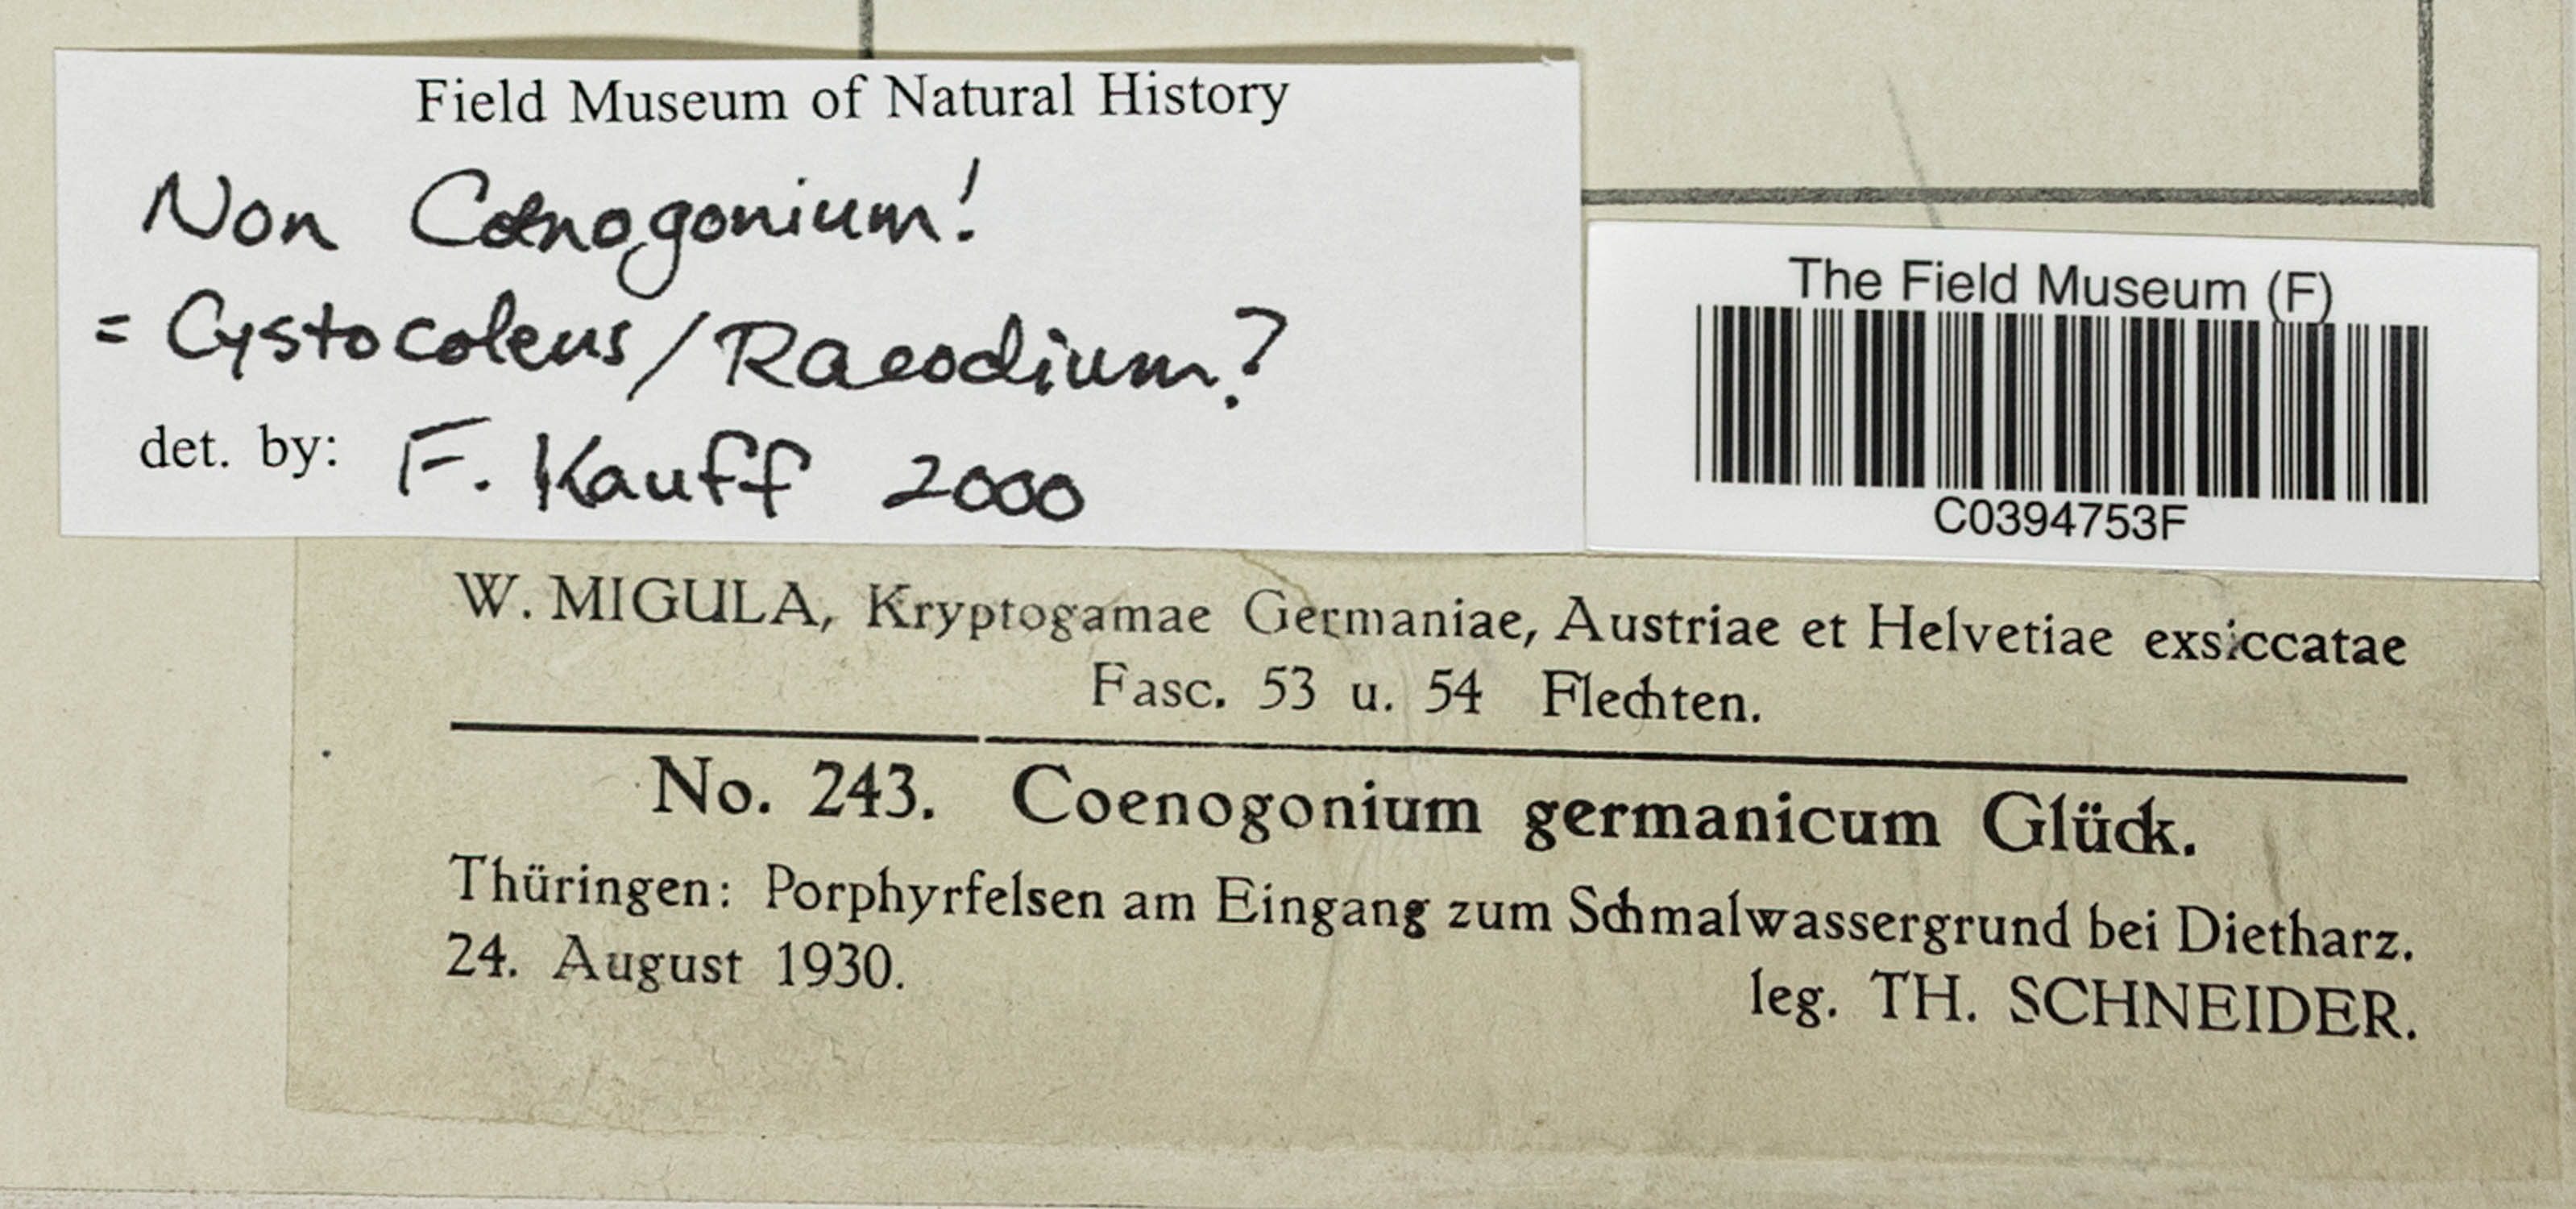 Field Museum of Natural History
Non Coenogonium!
= Cystocoleus/Racodium?
det. by: F. Kauff 2000
The Field Museum (F)
C0394753F
W. MIGULA, Kryptogamae Germaniae, Austriae et Helvetiae exsiccatae
Fasc. 53 u. 54 Flechten.
No. 243. Coenogonium germanicum Glück.
Thüringen: Porphyrfelsen am Eingang zum Schmalwassergrund bei Dietharz.
24. August 1930.
leg. TH. SCHNEIDER.